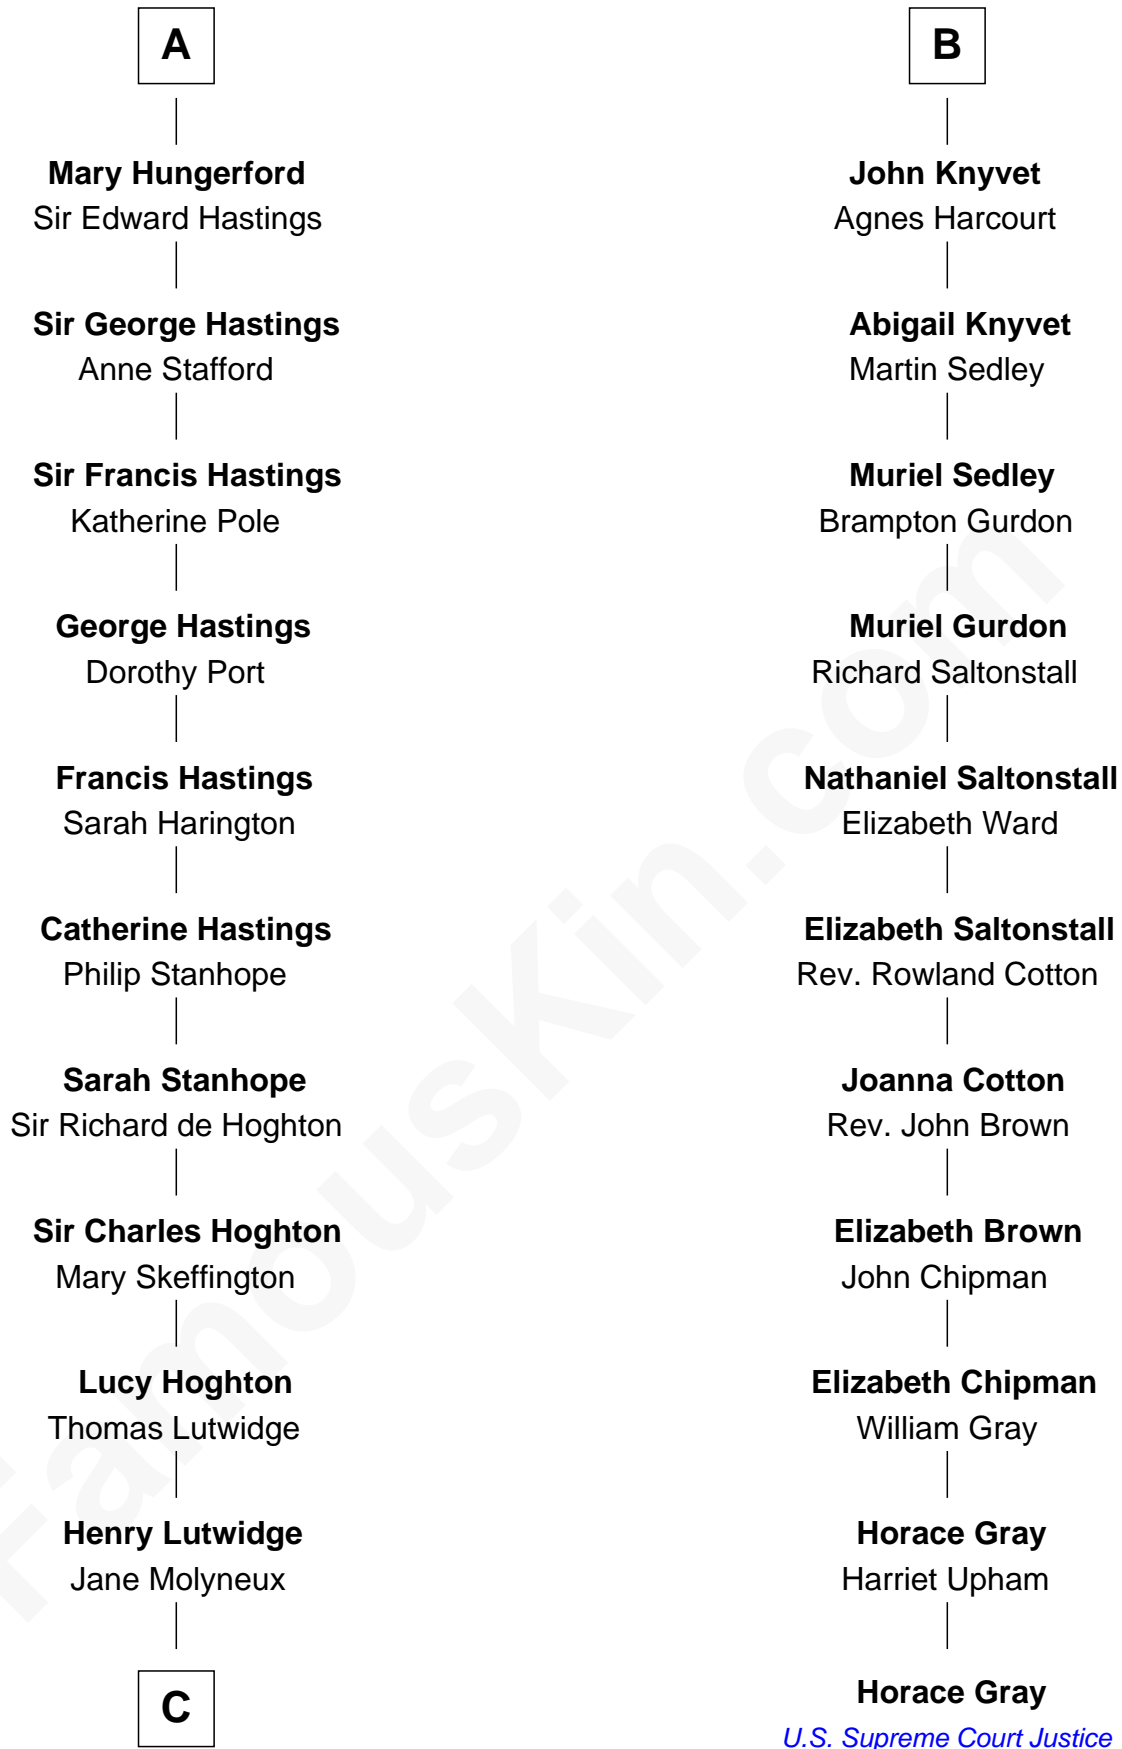 A
Mary Hungerford
Sir Edward Hastings
Sir George Hastings
Anne Stafford
Sir Francis Hastings
Katherine Pole
George Hastings
Dorothy Port
Francis Hastings
Sarah Harington
Catherine Hastings
Philip Stanhope
Sarah Stanhope
Sir Richard de Hoghton
Sir Charles Hoghton
Mary Skeffington
Lucy Hoghton
Thomas Lutwidge
Henry Lutwidge
Jane Molyneux
C
B
John Knyvet
Agnes Harcourt
Abigail Knyvet
Martin Sedley
Muriel Sedley
Brampton Gurdon
Muriel Gurdon
Richard Saltonstall
Nathaniel Saltonstall
Elizabeth Ward
Elizabeth Saltonstall
Rev. Rowland Cotton
Joanna Cotton
Rev. John Brown
Elizabeth Brown
John Chipman
Elizabeth Chipman
William Gray
Horace Gray
Harriet Upham
Horace Gray
U.S. Supreme Court Justice
FamousKin.com